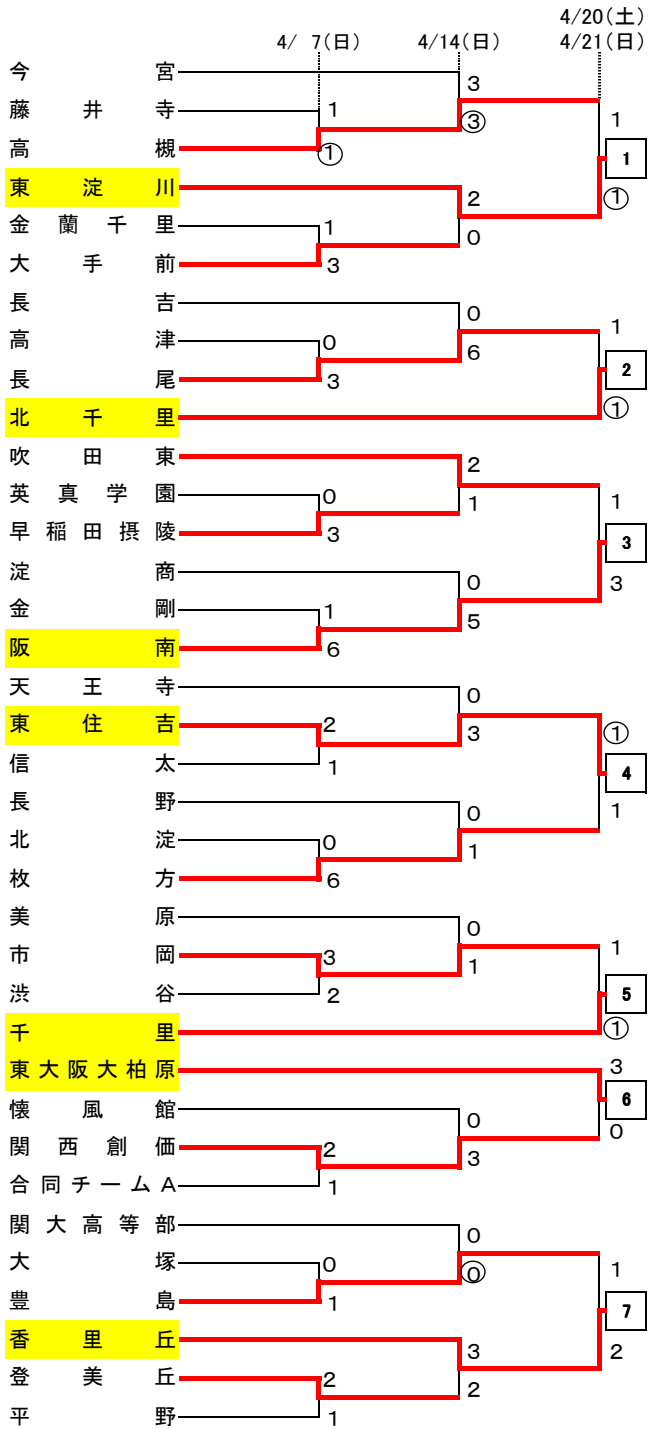 4/20(土)
4/ 7(日) 4/14(日) 4/21(日)
今宮
3
藤井寺
1
1
③
高槻
①
1
東淀川
2
①
金蘭千里
1
0
大手前
3
長吉
0
高津
0
1
6
長尾
3
2
北千里
①
吹田東
2
英真学園
0
1
1
早稲田摂陵
3
3
淀商
0
3
金剛
1
5
阪南
6
天王寺
0
東住吉
2
3
①
信太
1
4
長野
0
1
北淀
0
1
枚方
6
美原
0
市岡
3
1
1
渋谷
2
5
千里
①
東大阪大柏原
3
6
懐風館
0
0
関西創価
2
3
合同チームA
1
関大高等部
0
大塚
0
1
⓪
豊島
1
7
香里丘
3
2
登美丘
2
2
平野
1